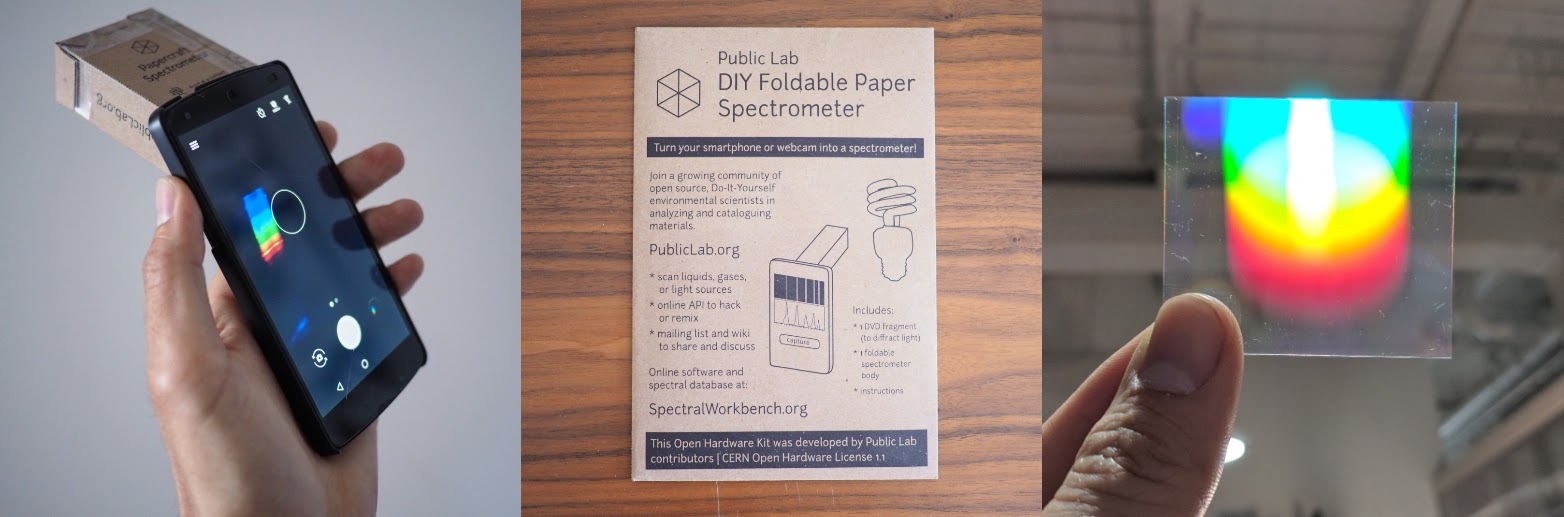 Papercraft
Spectrometer
PublicLab.org
Public Lab
DIY Foldable Paper
Spectrometer
Turn your smartphone or webcam into a spectrometer!
Join a growing community of
open source, Do-It-Yourself
environmental scientists in
analyzing and cataloguing
materials.
PublicLab.org
* scan liquids, gases,
or light sources
* online API to hack
or remix
* mailing list and wiki
to share and discuss
Online software and
spectral database at:
SpectralWorkbench.org
capture
Includes:
* 1 DVD fragment
(to diffract light)
* 1 foldable
spectrometer
body
* instructions
This Open Hardware Kit was developed by Public Lab
contributors | CERN Open Hardware License 1.1